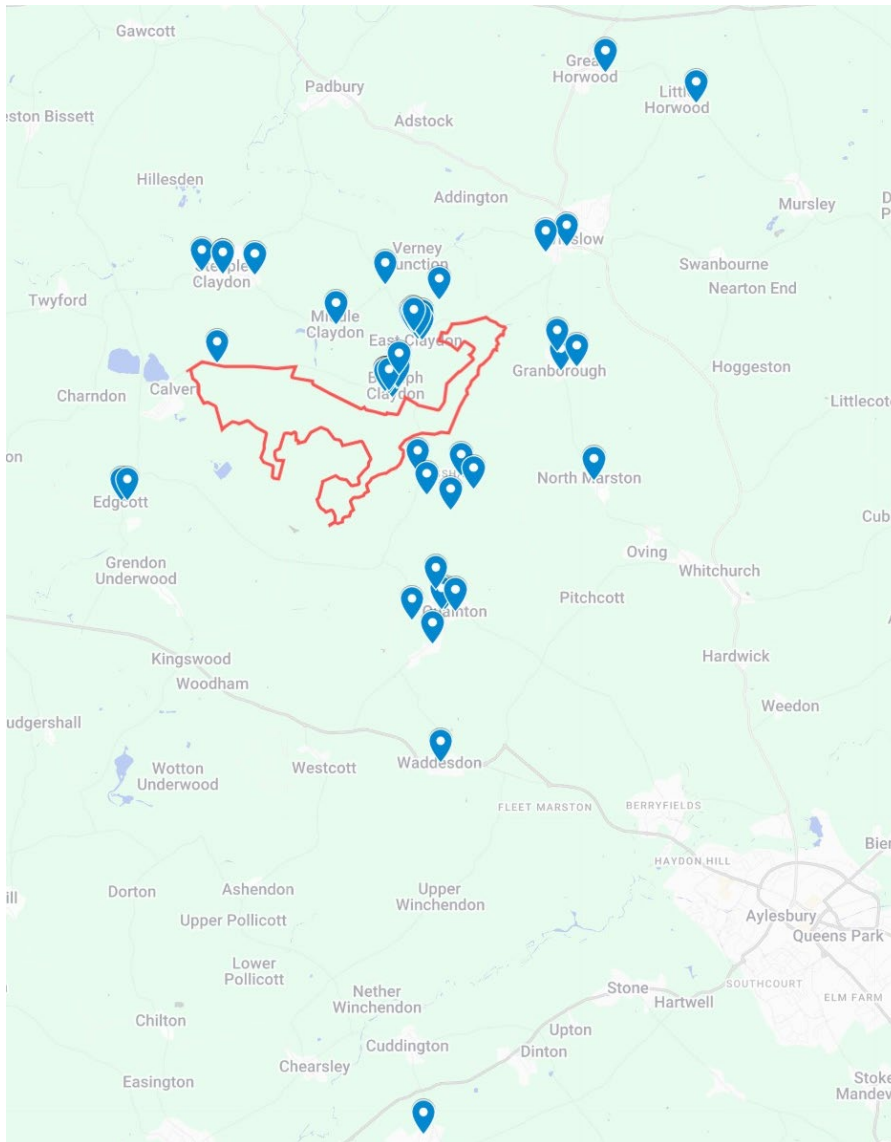 Gawcott
Great
Horwood
Padbury
Little
Horwood
eston Bissett
Adstock
Hillesden
Addington
Mursley
Verney
Junction
Steeple
Claydon
Swanbourne
Twyford
Nearton End
Middle
Claydon
East Claydon
Granborough
Hoggeston
Botolph
Claydon
Charndon
Calvert
Littlecot
on
North Marston
Edgcott
Cub
Oving
Grendon
Underwood
Whitchurch
Pitchcott
Quainton
Kingswood
Hardwick
Woodham
Weedon
udgershall
Wotton
Underwood
Westcott
Waddesdon
FLEET MARSTON
BERRYFIELDS
Bier
HAYDON HILL
Dorton
Ashendon
Upper
Winchendon
ill
Aylesbury
Upper Pollicott
Queens Park
Lower
Pollicott
SOUTHCOURT
Stone
Hartwell
ELM FARM
Nether
Winchendon
Chilton
Upton
Cuddington
Dinton
Chearsley
Easington
Stoke
Mandev